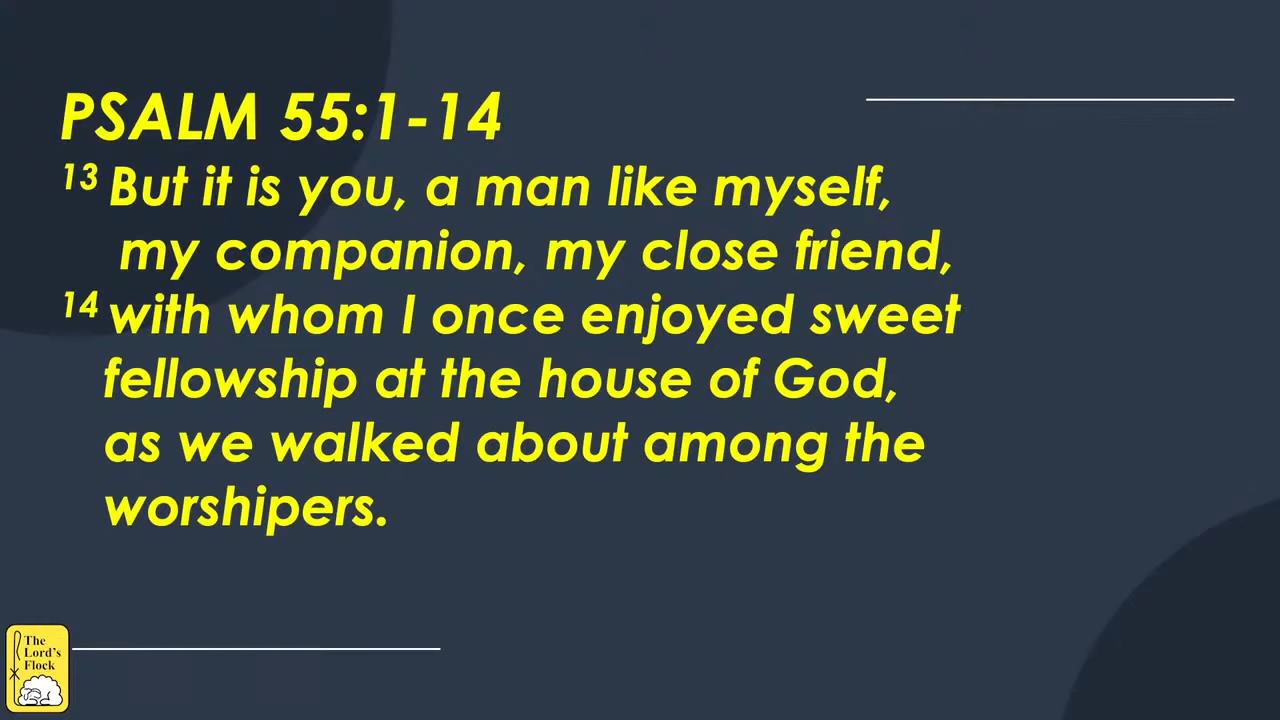 PSALM 55:1-14
13 But it is you, a man like myself,
my companion, my close friend,
14 with whom I once enjoyed sweet
fellowship at the house of God,
as we walked about among the
worshipers.
The
Lord's
Flock